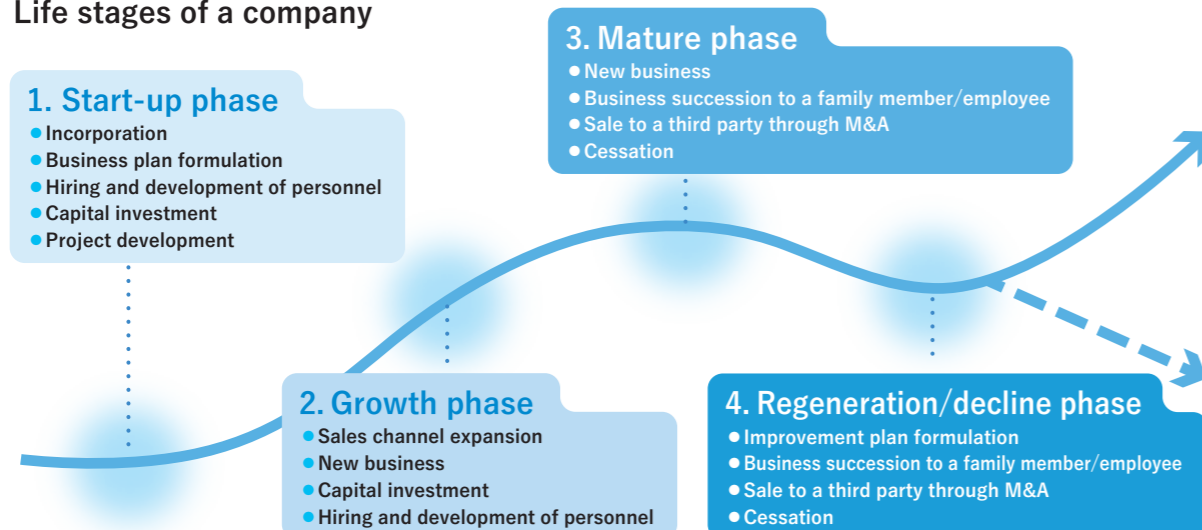 Life stages of a company
1. Start-up phase
● Incorporation
● Business plan formulation
● Hiring and development of personnel
● Capital investment
● Project development
2. Growth phase
● Sales channel expansion
● New business
● Capital investment
● Hiring and development of personnel
3. Mature phase
● New business
● Business succession to a family member/employee
● Sale to a third party through M&A
● Cessation
4. Regeneration/decline phase
● Improvement plan formulation
● Business succession to a family member/employee
● Sale to a third party through M&A
● Cessation